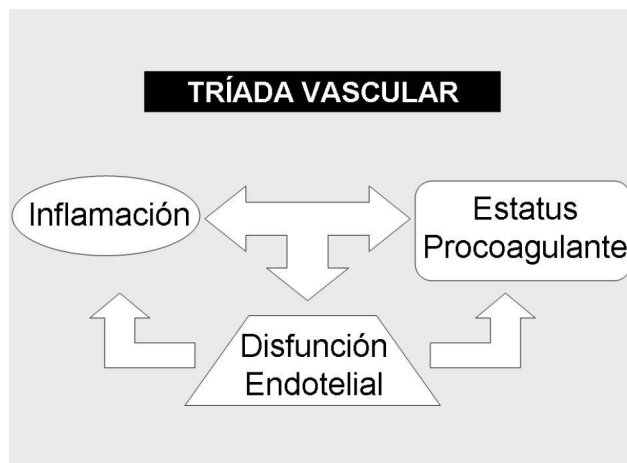 TRÍADA VASCULAR
Inflamación
Estatus
Procoagulante
Disfunción
Endotelial